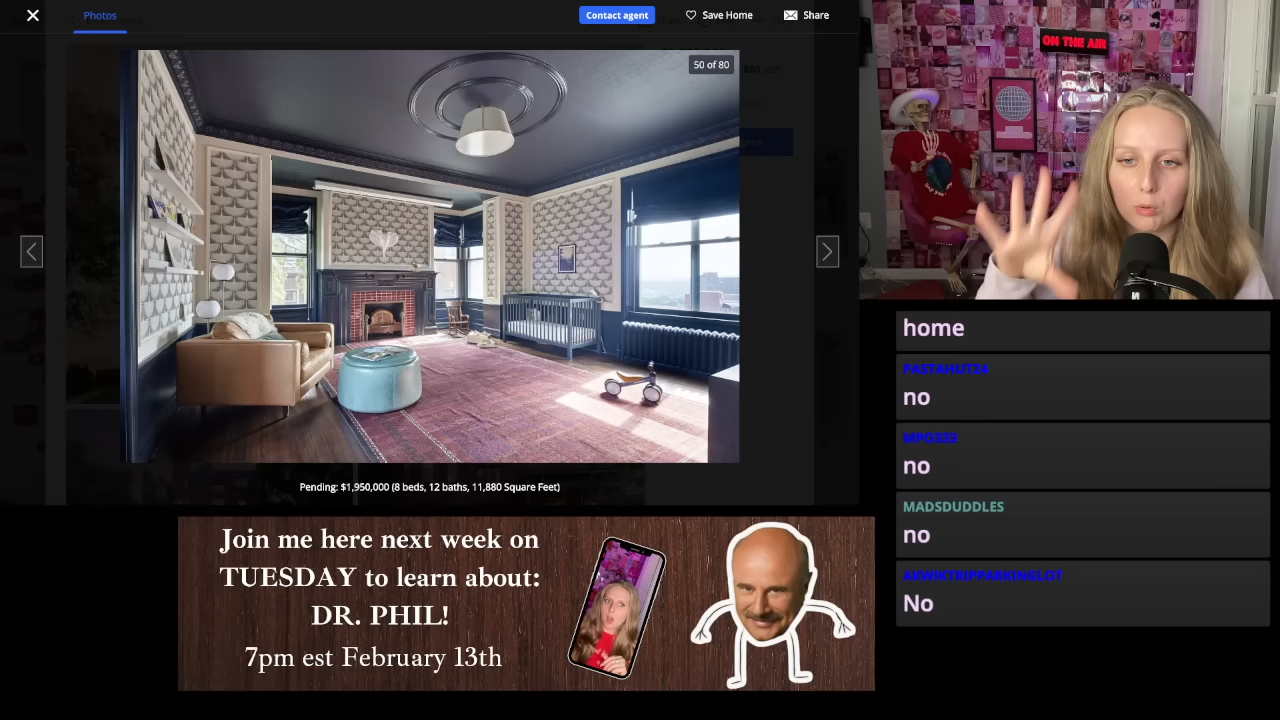 Photos
Contact agent
Save Home
Share
50 of 80
ON THE AIR
Pending: $1,950,000 (8 beds, 12 baths, 11,880 Square Feet)
home
PASTAHUT24
no
MPO333
no
MADSDUDDLES
no
No
Join me here next week on
TUESDAY to learn about:
DR. PHIL!
7pm est February 13th